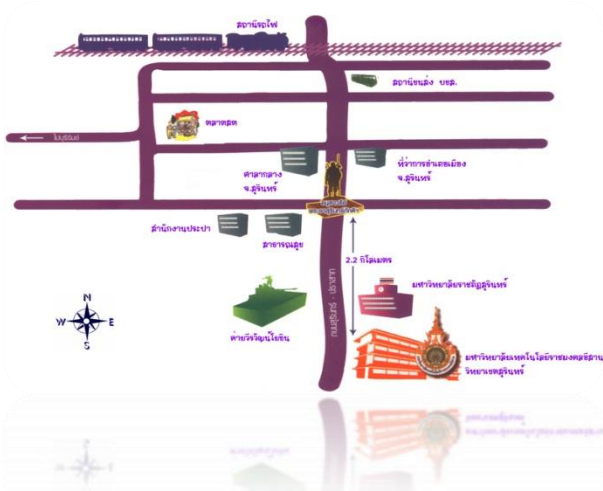 สถานีรถไฟ
สถานีขนส่ง บขส.
ตลาดสด
ไปบุรีรัมย์
ศาลากลาง
จ.สุรินทร์
ที่ว่าการอำเภอเมือง
จ.สุรินทร์
สำนักงานประปา
สาธารณสุข
2.2 กิโลเมตร
มหาวิทยาลัยราชภัฏสุรินทร์
ค่ายวีรวัฒน์โยธิน
N
W
E
S
มหาวิทยาลัยเทคโนโลยีราชมงคลอีสาน
วิทยาเขตสุรินทร์